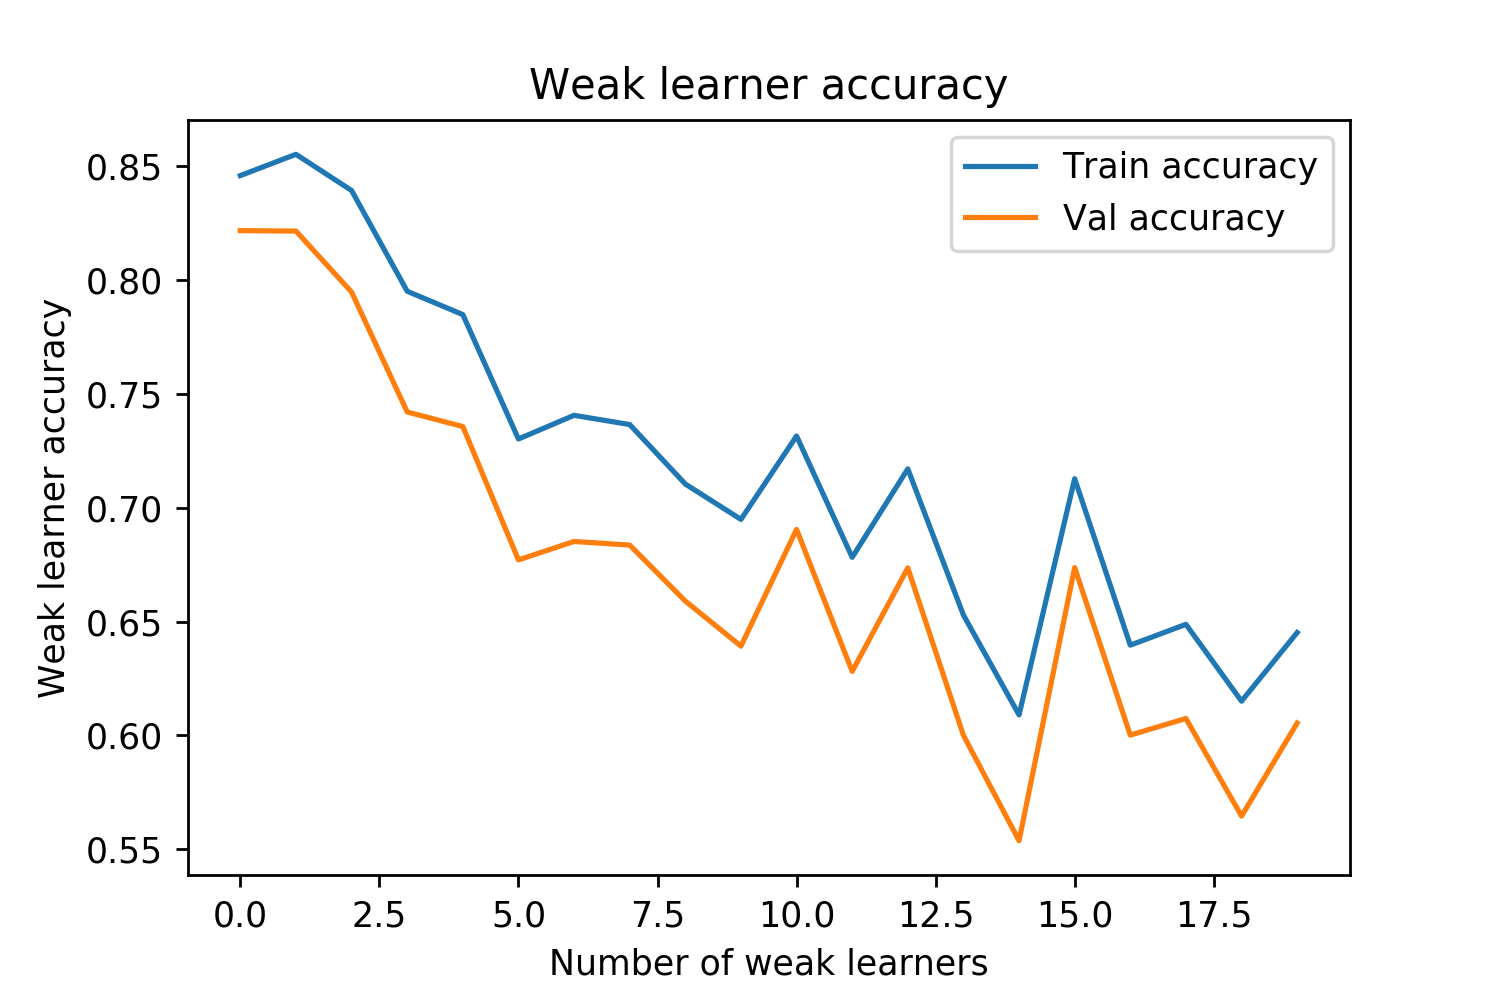 Weak learner accuracy
Train accuracy
Val accuracy
Weak learner accuracy
0.85
0.80
0.75
0.70
0.65
0.60
0.55
0.0 2.5 5.0 7.5 10.0 12.5 15.0 17.5
Number of weak learners